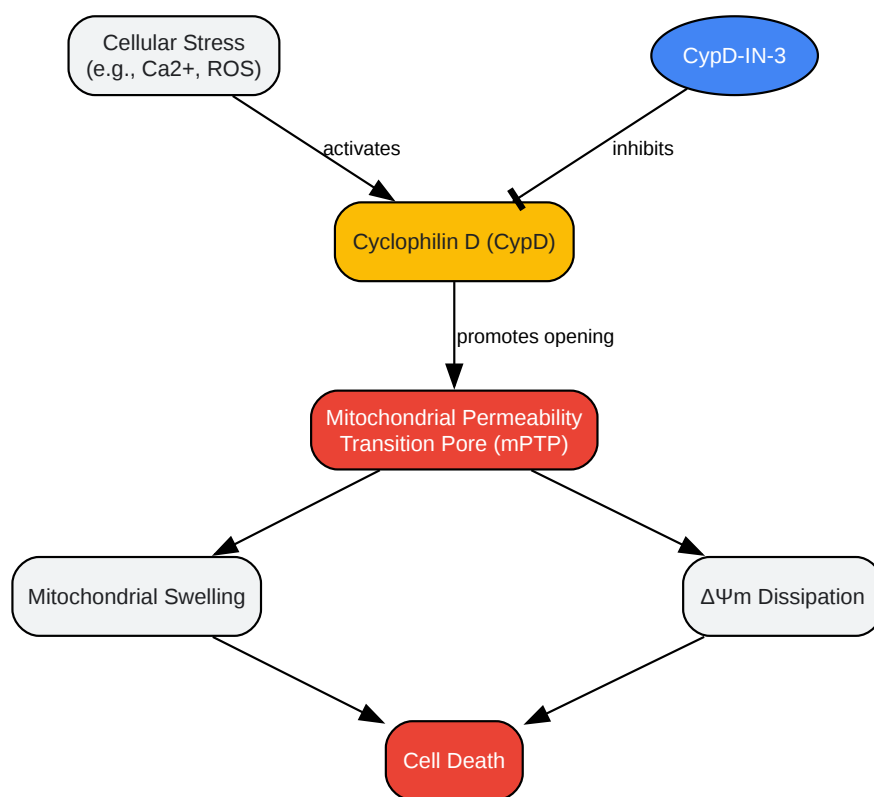 Cellular Stress
(e.g., Ca2+, ROS)
CypD-IN-3
activates
inhibits
Cyclophilin D (CypD)
promotes opening
Mitochondrial Permeability
Transition Pore (mPTP)
Mitochondrial Swelling
ΔΨm Dissipation
Cell Death